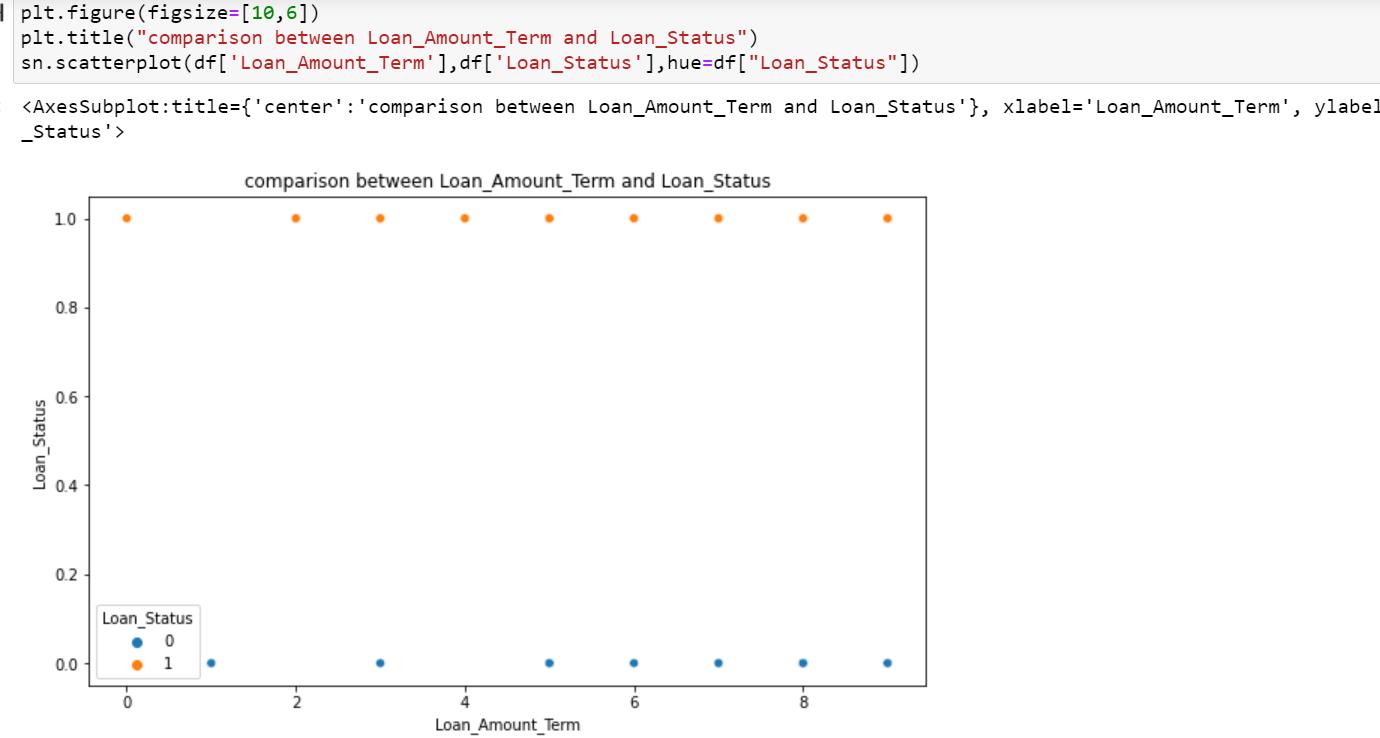 plt.figure(figsize=[10,6])
plt.title("comparison between Loan_Amount_Term and Loan_Status")
sn.scatterplot(df['Loan_Amount_Term'],df['Loan_Status'],hue=df["Loan_Status"])
<AxesSubplot:title={'center':'comparison between Loan_Amount_Term and Loan_Status'}, xlabel='Loan_Amount_Term', ylabel
_Status'>
comparison between Loan_Amount_Term and Loan_Status
1.0
0.8
0.6
0.4
0.2
0.0
Loan_Status
Loan_Status
0
1
0 2 4 6 8
Loan_Amount_Term